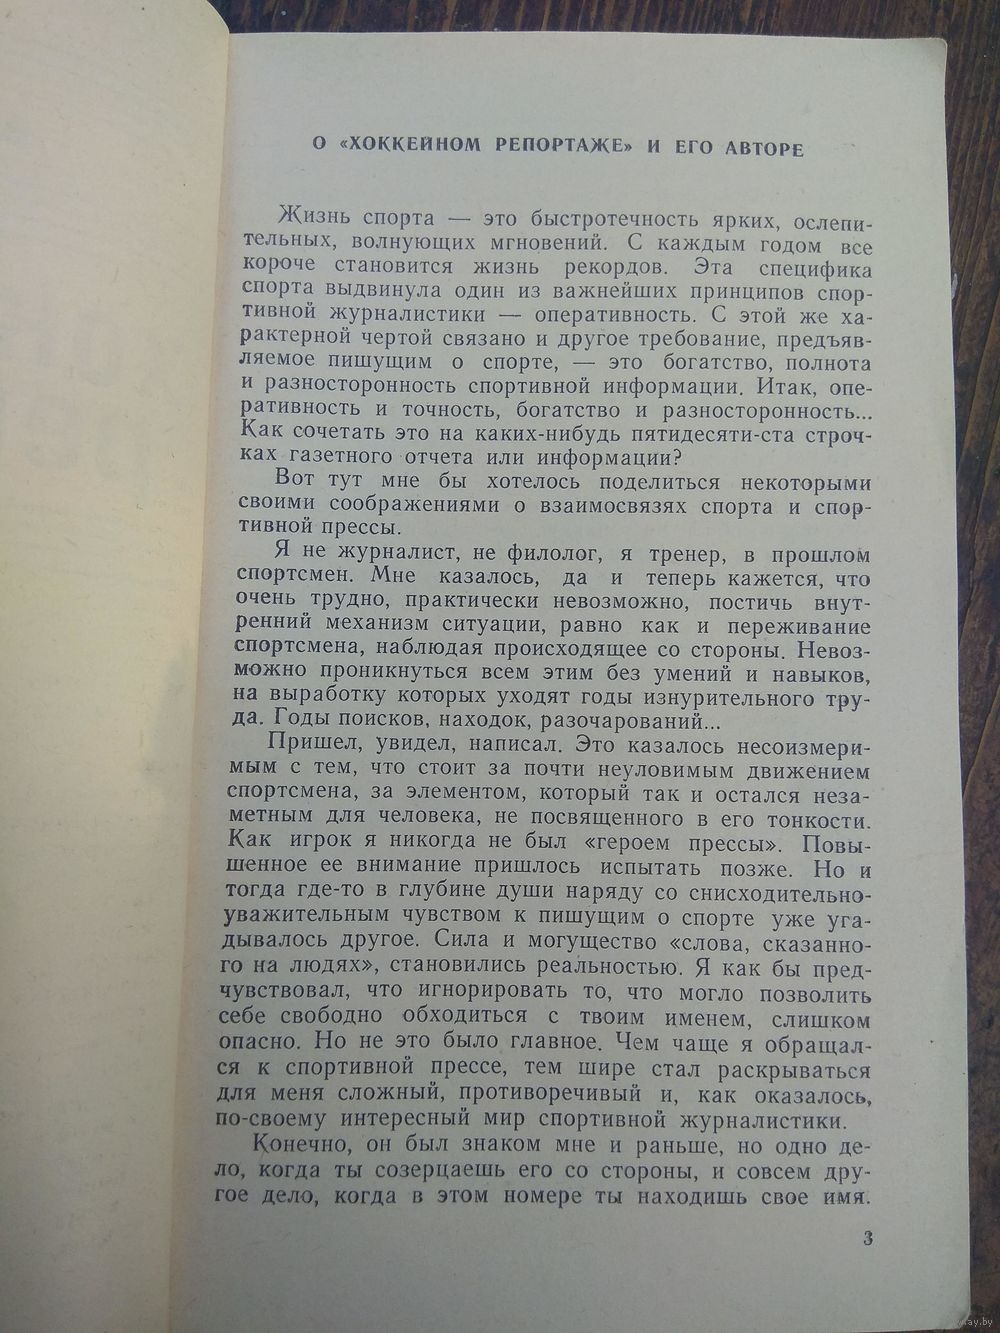 О «ХОККЕЙНОМ РЕПОРТАЖЕ» И ЕГО АВТОРЕ
Жизнь спорта — это быстротечность ярких, ослепи-
тельных, волнующих мгновений. С каждым годом все
короче становится жизнь рекордов. Эта специфика
спорта выдвинула один из важнейших принципов спор-
тивной журналистики — оперативность. С этой же ха-
рактерной чертой связано и другое требование, предъяв-
ляемое пишущим о спорте, — это богатство, полнота
и разносторонность спортивной информации. Итак, опе-
ративность и точность, богатство и разносторонность...
Как сочетать это на каких-нибудь пятидесяти-ста строч-
ках газетного отчета или информации?
Вот тут мне бы хотелось поделиться некоторыми
своими соображениями о взаимосвязях спорта и спор-
тивной прессы.
Я не журналист, не филолог, я тренер, в прошлом
спортсмен. Мне казалось, да и теперь кажется, что
очень трудно, практически невозможно, постичь внут-
ренний механизм ситуации, равно как и переживание
спортсмена, наблюдая происходящее со стороны. Невоз-
можно проникнуться всем этим без умений и навыков,
на выработку которых уходят годы изнурительного тру-
да. Годы поисков, находок, разочарований...
Пришел, увидел, написал. Это казалось несоизмери-
мым с тем, что стоит за почти неуловимым движением
спортсмена, за элементом, который так и остался неза-
метным для человека, не посвященного в его тонкости.
Как игрок я никогда не был «героем прессы». Повы-
шенное ее внимание пришлось испытать позже. Но и
тогда где-то в глубине души наряду со снисходительно-
уважительным чувством к пишущим о спорте уже уга-
дывалось другое. Сила и могущество «слова, сказанно-
го на людях», становились реальностью. Я как бы пред-
чувствовал, что игнорировать то, что могло позволить
себе свободно обходиться с твоим именем, слишком
опасно. Но не это было главное. Чем чаще я обращал-
ся к спортивной прессе, тем шире стал раскрываться
для меня сложный, противоречивый и, как оказалось,
по-своему интересный мир спортивной журналистики.
Конечно, он был знаком мне и раньше, но одно де-
ло, когда ты созерцаешь его со стороны, и совсем дру-
гое дело, когда в этом номере ты находишь свое имя.
3